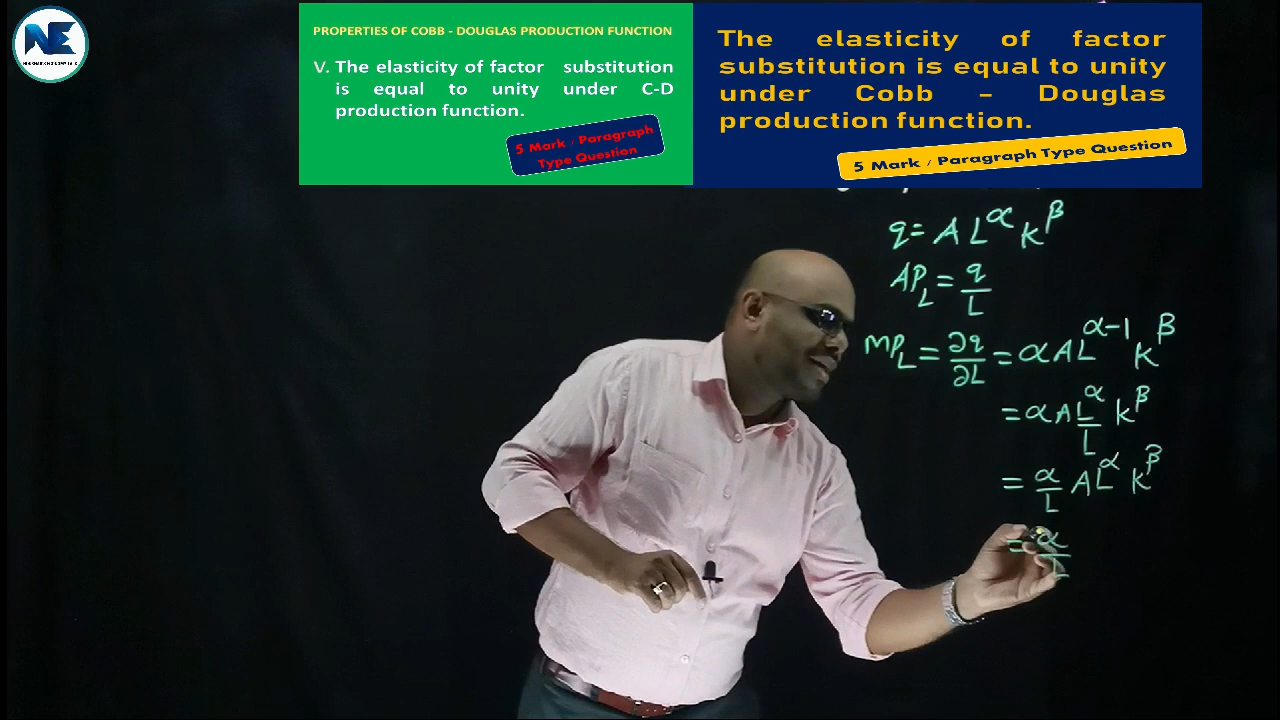 NE
PROPERTIES OF COBB - DOUGLAS PRODUCTION FUNCTION
V. The elasticity of factor substitution
is equal to unity under C-D
production function.
5 Mark / Paragraph
Type Question
The elasticity of factor
substitution is equal to unity
under Cobb – Douglas
production function.
5 Mark / Paragraph Type Question
q = A L^α K^β
AP_L = q/L
MP_L = ∂q/∂L = α A L^(α-1) K^β
= α A L^α/L K^β
= α/L A L^α K^β
= α/L